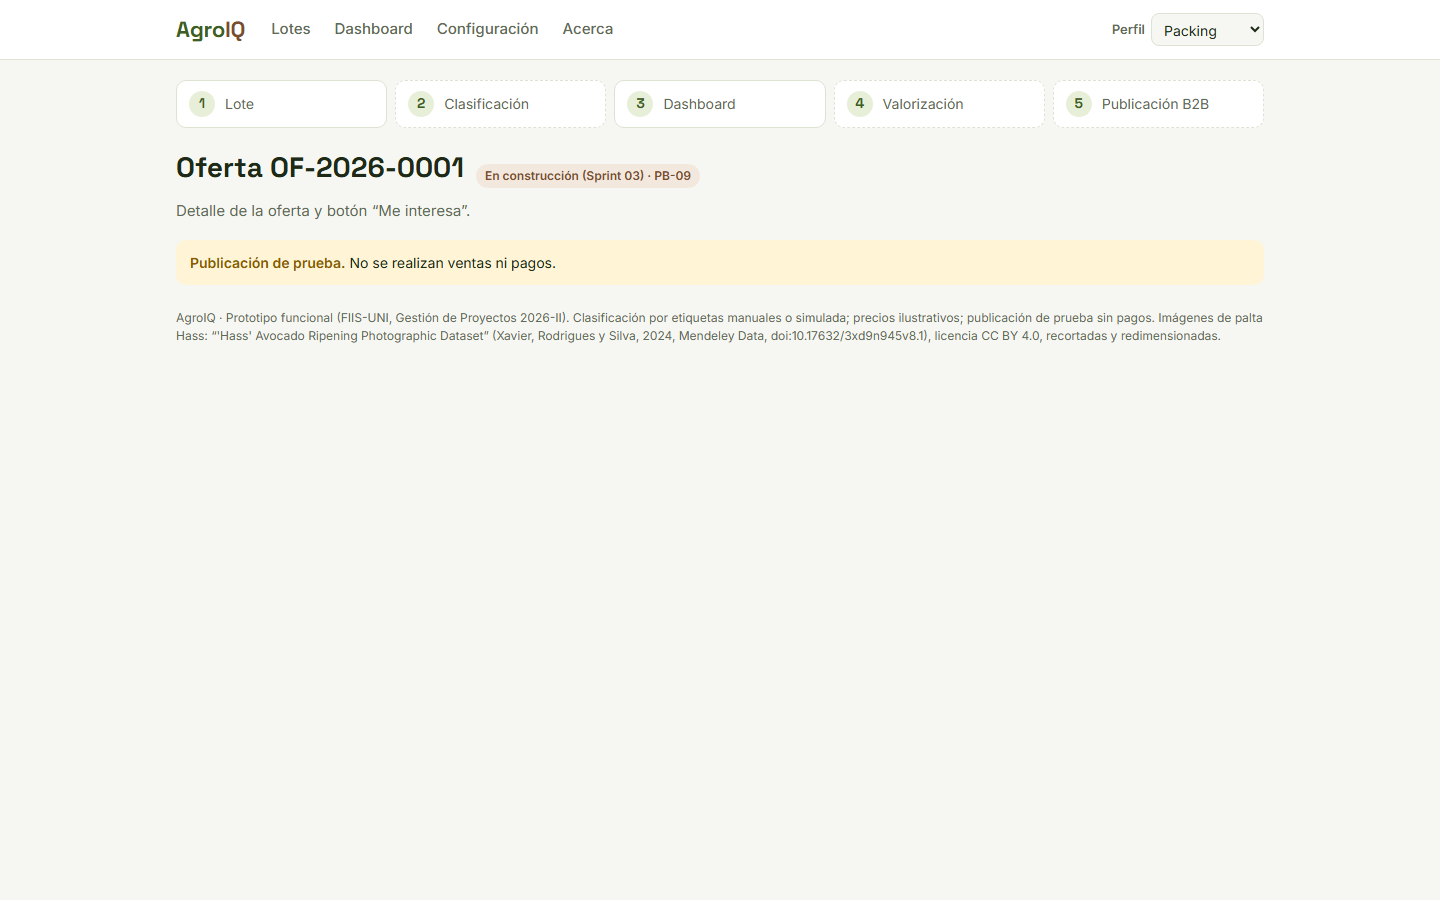 AgroIQ Lotes Dashboard Configuración Acerca Perfil Packing
1 Lote 2 Clasificación 3 Dashboard 4 Valorización 5 Publicación B2B
Oferta OF-2026-0001 En construcción (Sprint 03) · PB-09
Detalle de la oferta y botón “Me interesa”.
Publicación de prueba. No se realizan ventas ni pagos.
AgroIQ · Prototipo funcional (FIIS-UNI, Gestión de Proyectos 2026-II). Clasificación por etiquetas manuales o simulada; precios ilustrativos; publicación de prueba sin pagos. Imágenes de palta
Hass: “'Hass' Avocado Ripening Photographic Dataset” (Xavier, Rodrigues y Silva, 2024, Mendeley Data, doi:10.17632/3xd9n945v8.1), licencia CC BY 4.0, recortadas y redimensionadas.